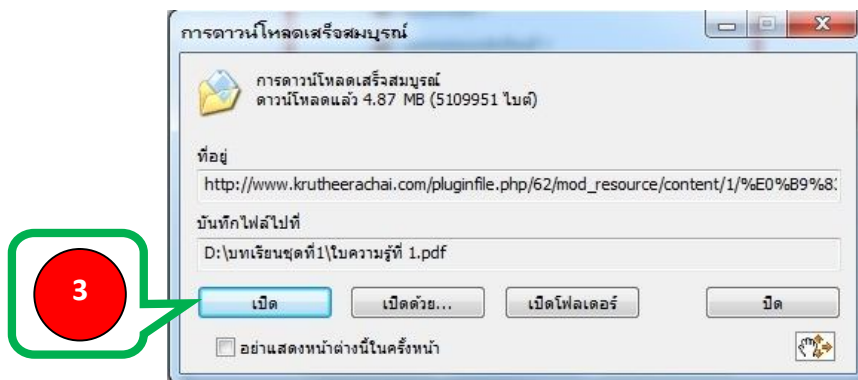 การดาวน์โหลดเสร็จสมบูรณ์
การดาวน์โหลดเสร็จสมบูรณ์
ดาวน์โหลดแล้ว 4.87 MB (5109951 ไบต์)
ที่อยู่
http://www.krutheerachai.com/pluginfile.php/62/mod_resource/content/1/%E0%B9%8
บันทึกไฟล์ไปที่
D:\บทเรียนชุดที่1\ใบความรู้ที่ 1.pdf
3
เปิด เปิดด้วย... เปิดโฟลเดอร์ ปิด
อย่าแสดงหน้าต่างนี้ในครั้งหน้า